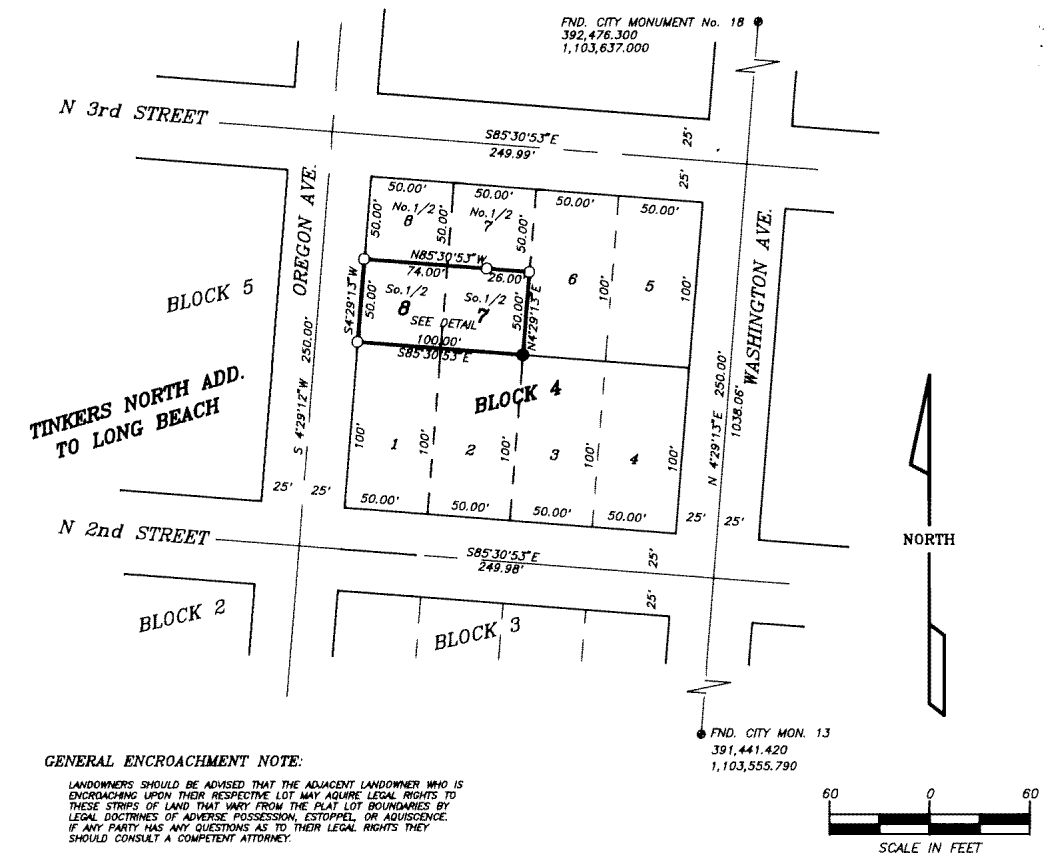 FND. CITY MONUMENT No. 18
392,476.300
1,103,637.000
N 3rd STREET
S85°30'53"E
249.99'
25'
25'
OREGON AVE.
WASHINGTON AVE.
50.00'
50.00'
50.00'
50.00'
No.1/2
8
No.1/2
7
50.00'
50.00'
50.00'
N85°30'53"W
74.00'
26.00'
6
5
100'
100'
BLOCK 5
S4°29'13"W
50.00'
So.1/2
8
So.1/2
7
50.00'
N4°29'13"E
SEE DETAIL
100.00'
S85°30'53"E
S 4°29'12"W 250.00'
N 4°29'13"E 250.00'
1038.06'
BLOCK 4
TINKERS NORTH ADD.
TO LONG BEACH
100'
1
100'
2
100'
3
100'
4
100'
25'
25'
50.00'
50.00'
50.00'
50.00'
25'
25'
N 2nd STREET
S85°30'53"E
249.98'
25'
25'
NORTH
BLOCK 2
BLOCK 3
FND. CITY MON. 13
391,441.420
1,103,555.790
GENERAL ENCROACHMENT NOTE:
LANDOWNERS SHOULD BE ADVISED THAT THE ADJACENT LANDOWNER WHO IS
ENCROACHING UPON THEIR RESPECTIVE LOT MAY AQUIRE LEGAL RIGHTS TO
THESE STRIPS OF LAND THAT VARY FROM THE PLAT LOT BOUNDARIES BY
LEGAL DOCTRINES OF ADVERSE POSSESSION, ESTOPPEL, OR AQUISCENCE.
IF ANY PARTY HAS ANY QUESTIONS AS TO THEIR LEGAL RIGHTS THEY
SHOULD CONSULT A COMPETENT ATTORNEY.
60 0 60
SCALE IN FEET